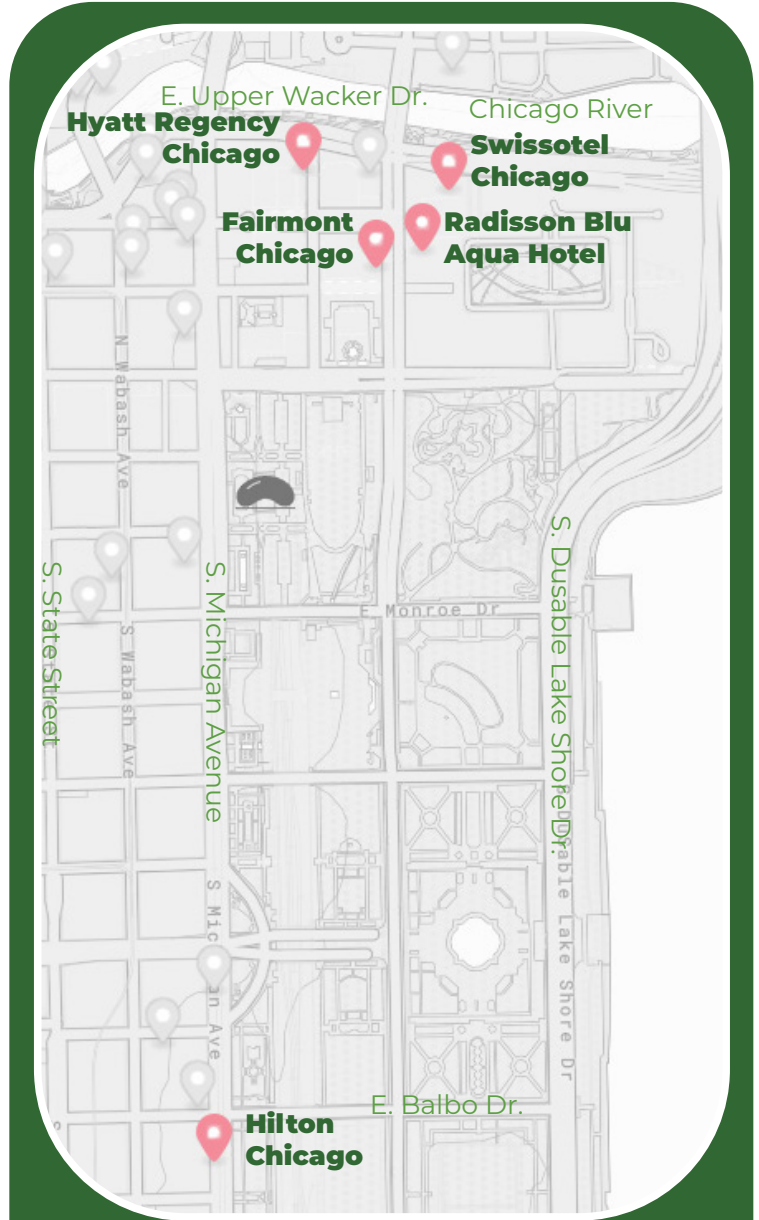 E. Upper Wacker Dr.
Chicago River
Hyatt Regency
Chicago
Swissotel
Chicago
Fairmont
Chicago
Radisson Blu
Aqua Hotel
N Wabash Ave
S. Dusable Lake Shore Dr.
S. State Street
S. Michigan Avenue
E Monroe Dr
S Wabash Ave
DuSable Lake Shore Dr
S Mic
an Ave
E. Balbo Dr.
Hilton
Chicago